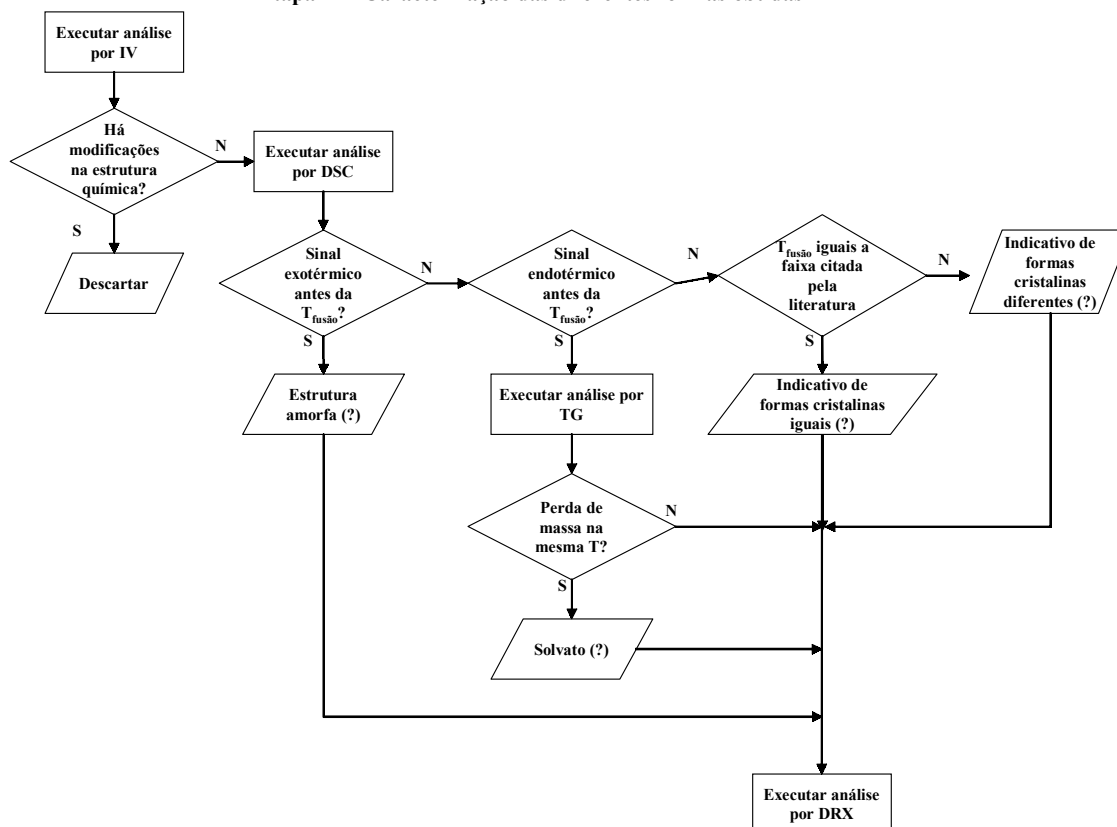 Executar análise
por IV
Há
modificações
na estrutura
química?
N
S
Descartar
Executar análise
por DSC
Sinal
exotérmico
antes da
Tfusão?
N
S
Estrutura
amorfa (?)
Sinal
endotérmico
antes da
Tfusão?
N
S
Executar análise por
TG
Perda de
massa na
mesma T?
N
S
Solvato (?)
Tfusão iguais a
faixa citada
pela
literatura
N
S
Indicativo de
formas cristalinas
iguais (?)
Indicativo de
formas
cristalinas
diferentes (?)
Executar análise
por DRX